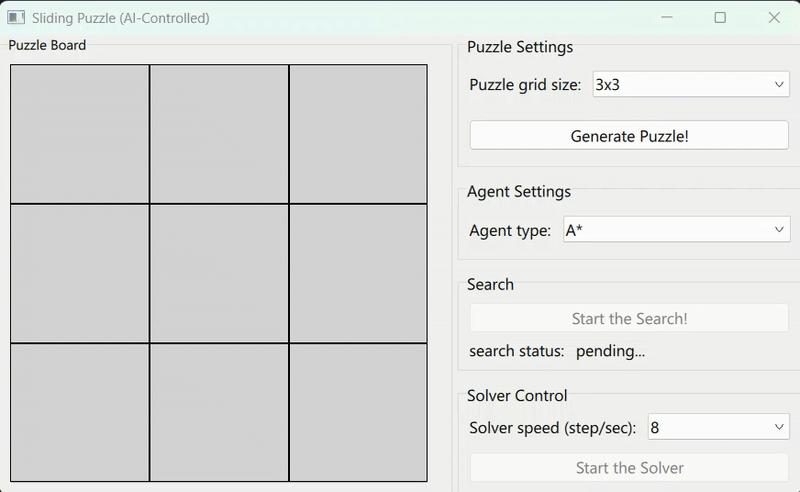 Sliding Puzzle (AI-Controlled)
Puzzle Board
Puzzle Settings
Puzzle grid size: 3x3
Generate Puzzle!
Agent Settings
Agent type: A*
Search
Start the Search!
search status: pending...
Solver Control
Solver speed (step/sec): 8
Start the Solver